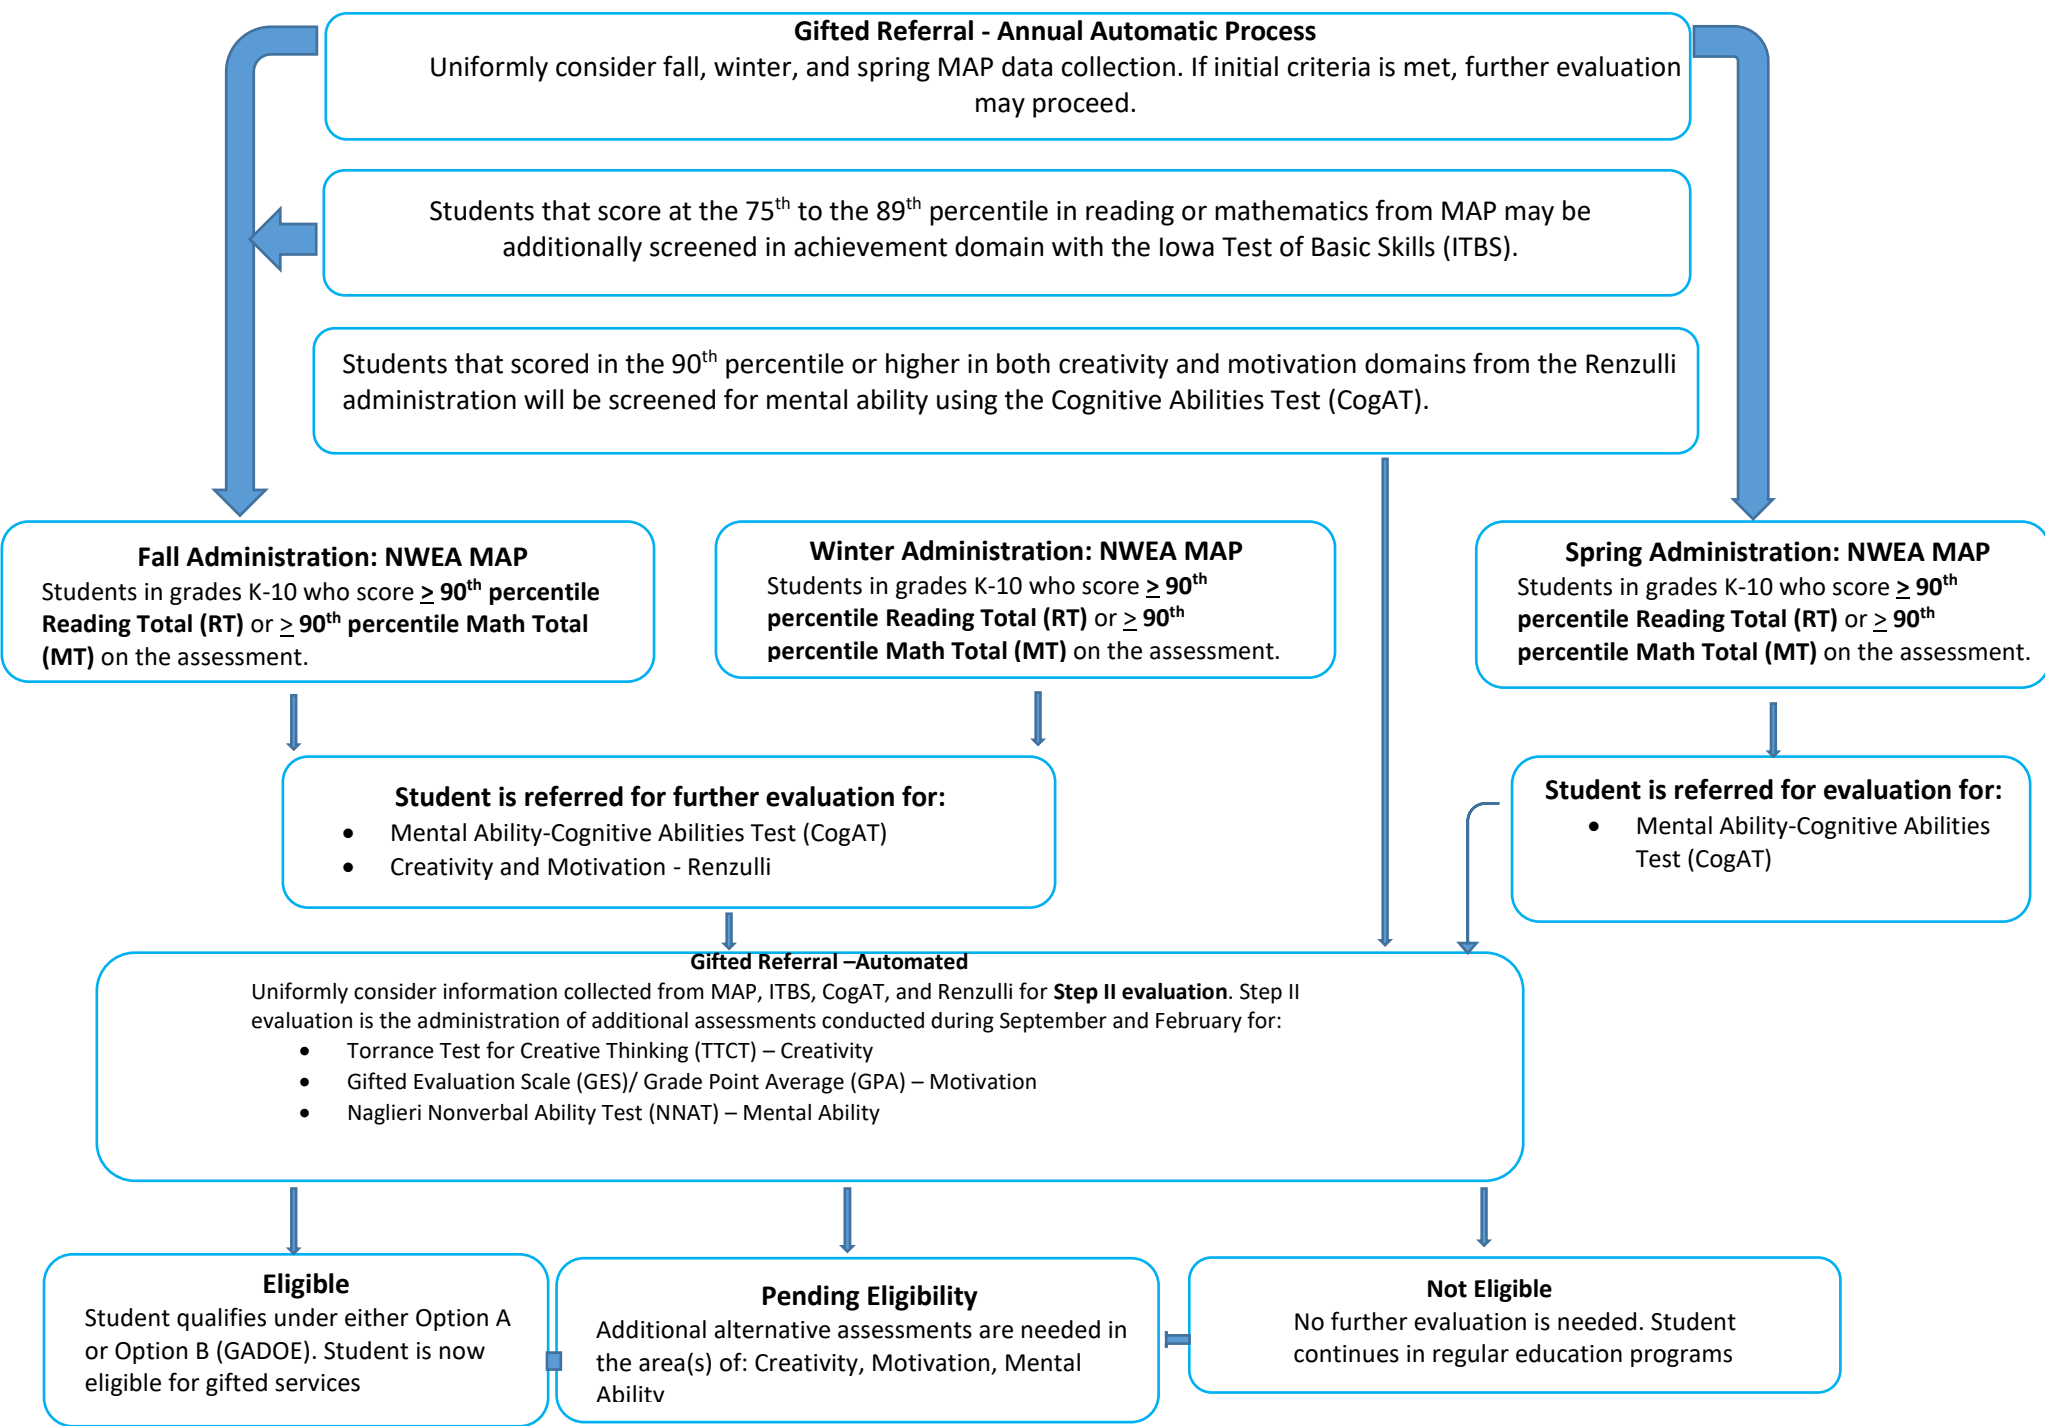 Gifted Referral - Annual Automatic Process
Uniformly consider fall, winter, and spring MAP data collection. If initial criteria is met, further evaluation
may proceed.
Students that score at the 75th to the 89th percentile in reading or mathematics from MAP may be
additionally screened in achievement domain with the Iowa Test of Basic Skills (ITBS).
Students that scored in the 90th percentile or higher in both creativity and motivation domains from the Renzulli
administration will be screened for mental ability using the Cognitive Abilities Test (CogAT).
Fall Administration: NWEA MAP
Students in grades K-10 who score ≥ 90th percentile
Reading Total (RT) or ≥ 90th percentile Math Total
(MT) on the assessment.
Winter Administration: NWEA MAP
Students in grades K-10 who score ≥ 90th
percentile Reading Total (RT) or ≥ 90th
percentile Math Total (MT) on the assessment.
Spring Administration: NWEA MAP
Students in grades K-10 who score ≥ 90th
percentile Reading Total (RT) or ≥ 90th
percentile Math Total (MT) on the assessment.
Student is referred for further evaluation for:
• Mental Ability-Cognitive Abilities Test (CogAT)
• Creativity and Motivation - Renzulli
Student is referred for evaluation for:
• Mental Ability-Cognitive Abilities
Test (CogAT)
Gifted Referral –Automated
Uniformly consider information collected from MAP, ITBS, CogAT, and Renzulli for Step II evaluation. Step II
evaluation is the administration of additional assessments conducted during September and February for:
• Torrance Test for Creative Thinking (TTCT) – Creativity
• Gifted Evaluation Scale (GES)/ Grade Point Average (GPA) – Motivation
• Naglieri Nonverbal Ability Test (NNAT) – Mental Ability
Eligible
Student qualifies under either Option A
or Option B (GADOE). Student is now
eligible for gifted services
Pending Eligibility
Additional alternative assessments are needed in
the area(s) of: Creativity, Motivation, Mental
Ability
Not Eligible
No further evaluation is needed. Student
continues in regular education programs